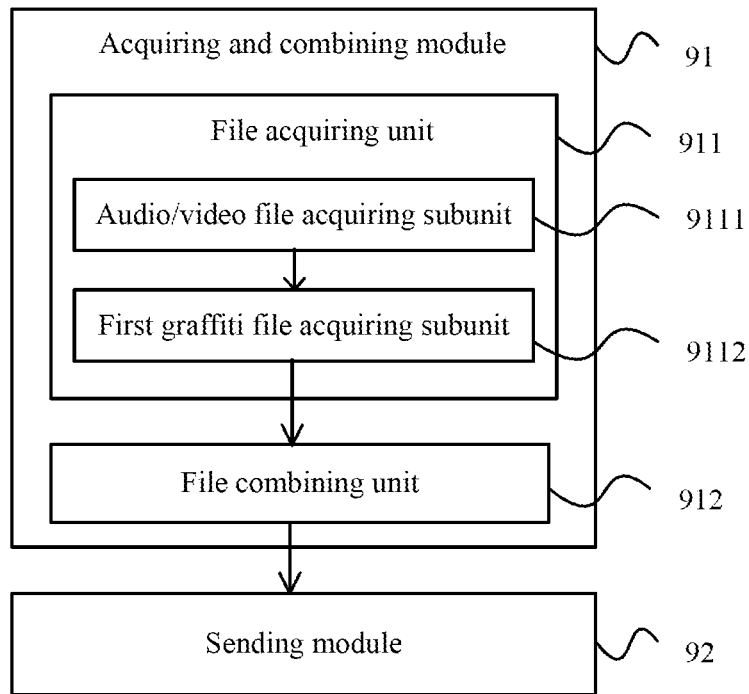 Acquiring and combining module
91
File acquiring unit
911
Audio/video file acquiring subunit
9111
First graffiti file acquiring subunit
9112
File combining unit
912
Sending module
92